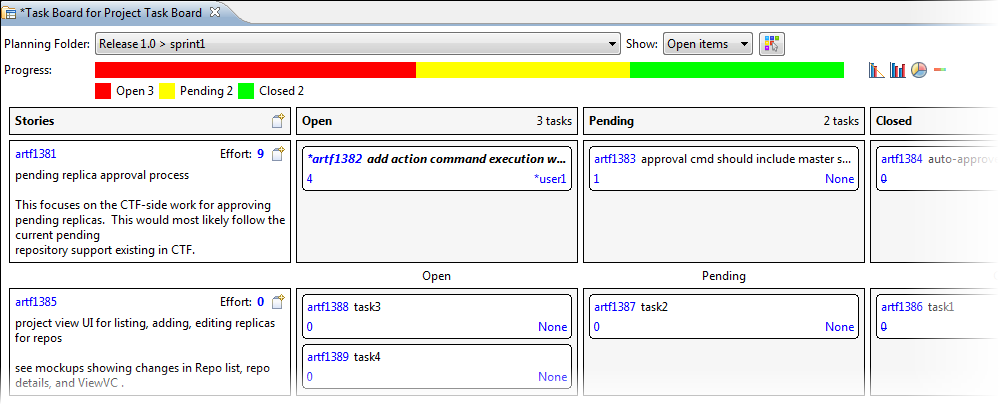 *Task Board for Project Task Board
Planning Folder: Release 1.0 > sprint1 Show: Open items
Progress:
Open 3 Pending 2 Closed 2
Stories Open 3 tasks Pending 2 tasks Closed
artf1381 Effort: 9
pending replica approval process
This focuses on the CTF-side work for approving
pending replicas. This would most likely follow the
current pending
repository support existing in CTF.
*artf1382 add action command execution w...
4 *user1
artf1383 approval cmd should include master s...
1 None
artf1384 auto-approv
0
Open Pending
artf1385 Effort: 0
project view UI for listing, adding, editing replicas
for repos
see mockups showing changes in Repo list, repo
details, and ViewVC .
artf1388 task3
0 None
artf1389 task4
0 None
artf1387 task2
0 None
artf1386 task1
0